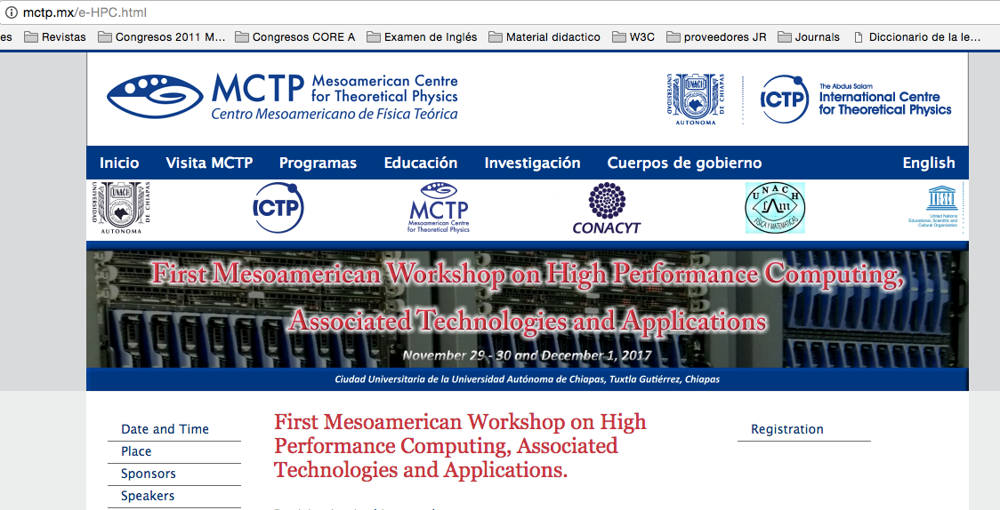 mctp.mx/e-HPC.html
es Revistas Congresos 2011 M... Congresos CORE A Examen de Inglés Material didactico W3C proveedores JR Journals Diccionario de la le...
MCTP Mesoamerican Centre
for Theoretical Physics
Centro Mesoamericano de Física Teórica
UNIVERSIDAD UNACH DE CHIAPAS
AUTONOMA
ICTP
The Abdus Salam
International Centre
for Theoretical Physics
Inicio Visita MCTP Programas Educación Investigación Cuerpos de gobierno English
UNIVERSIDAD UNACH DE CHIAPAS
AUTONOMA
ICTP
MCTP
Mesoamerican Centre
for Theoretical Physics
CONACYT
UNACH
FISICA Y MATEMATICAS
UNESCO
United Nations
Educational, Scientific and
Cultural Organization
First Mesoamerican Workshop on High Performance Computing,
Associated Technologies and Applications
November 29 - 30 and December 1, 2017
Ciudad Universitaria de la Universidad Autónoma de Chiapas, Tuxtla Gutiérrez, Chiapas
Date and Time
Place
Sponsors
Speakers
First Mesoamerican Workshop on High
Performance Computing, Associated
Technologies and Applications.
Registration